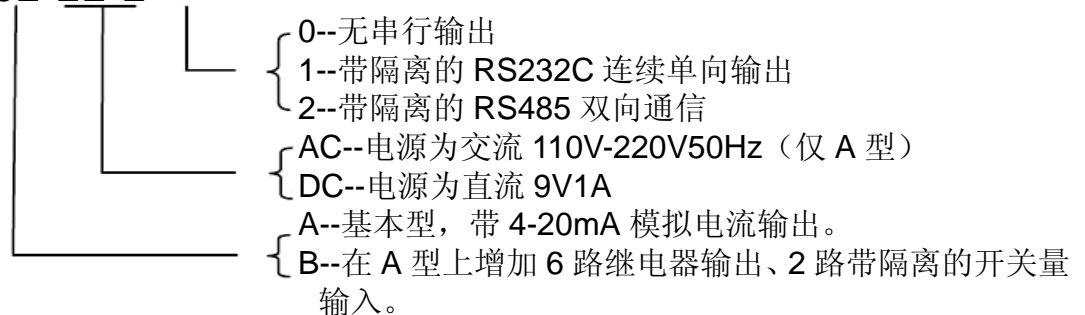 0--无串行输出
1--带隔离的 RS232C 连续单向输出
2--带隔离的 RS485 双向通信
AC--电源为交流 110V-220V50Hz（仅 A 型）
DC--电源为直流 9V1A
A--基本型，带 4-20mA 模拟电流输出。
B--在 A 型上增加 6 路继电器输出、2 路带隔离的开关量
输入。